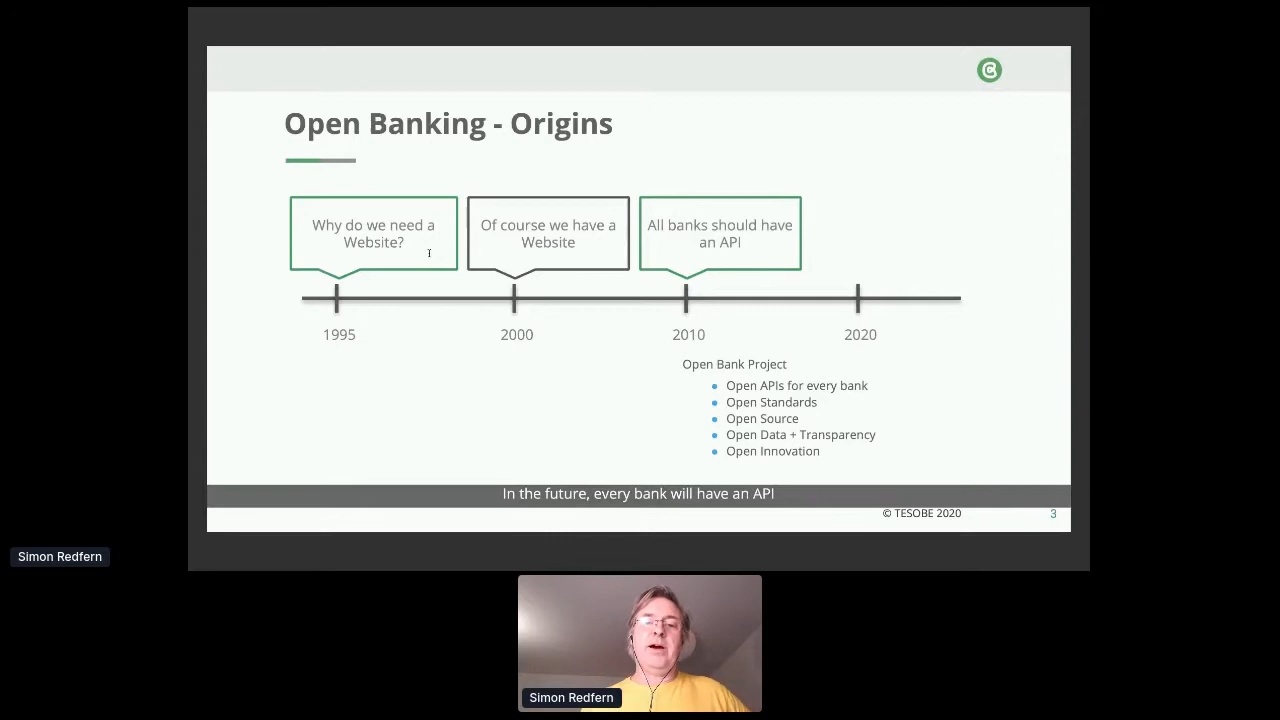 Open Banking - Origins
Why do we need a
Website?
Of course we have a
Website
All banks should have
an API
1995
2000
2010
2020
Open Bank Project
Open APIs for every bank
Open Standards
Open Source
Open Data + Transparency
Open Innovation
In the future, every bank will have an API
© TESOBE 2020
3
Simon Redfern
Simon Redfern